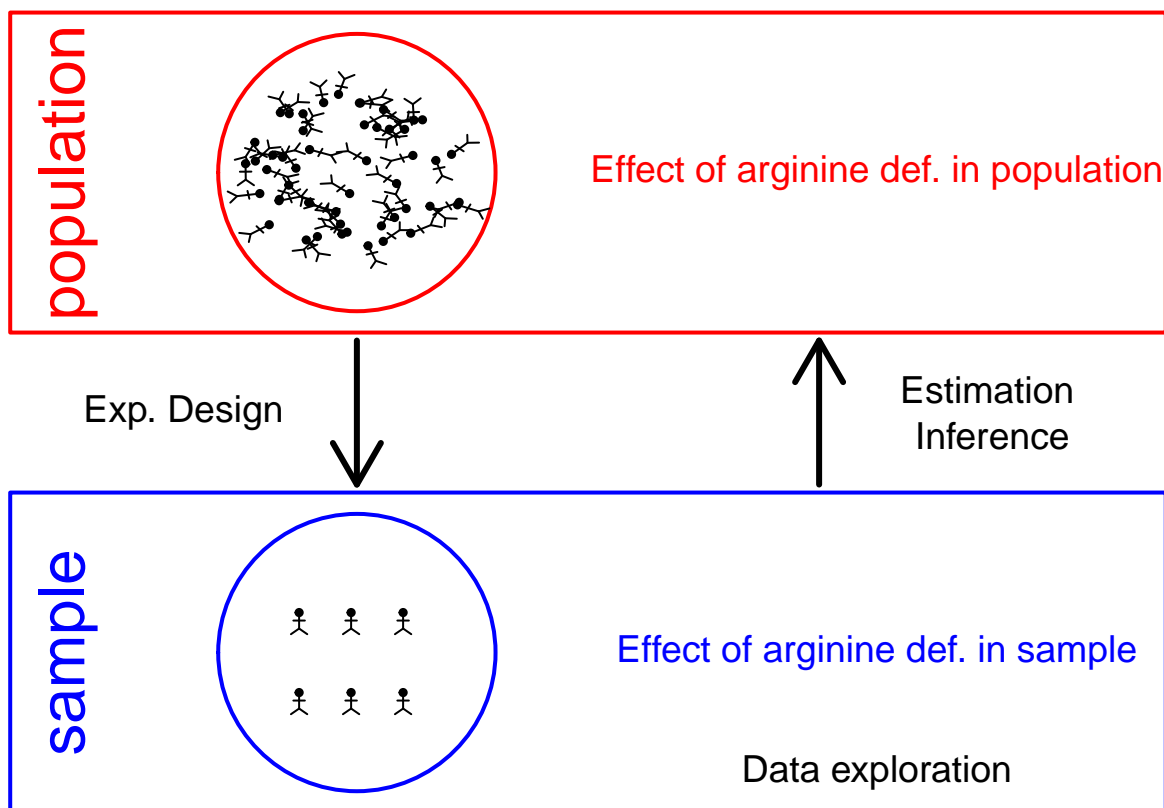 population
Effect of arginine def. in population
Exp. Design
Estimation
Inference
sample
Effect of arginine def. in sample
Data exploration